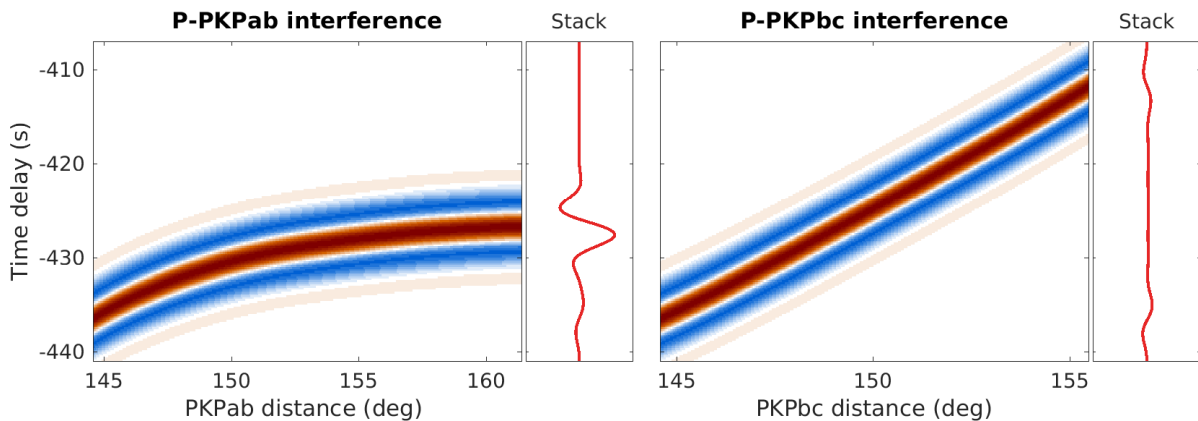 P-PKPab interference
Stack
P-PKPbc interference
Stack
Time delay (s)
-410
-420
-430
-440
145
150
155
160
145
150
155
PKPab distance (deg)
PKPbc distance (deg)